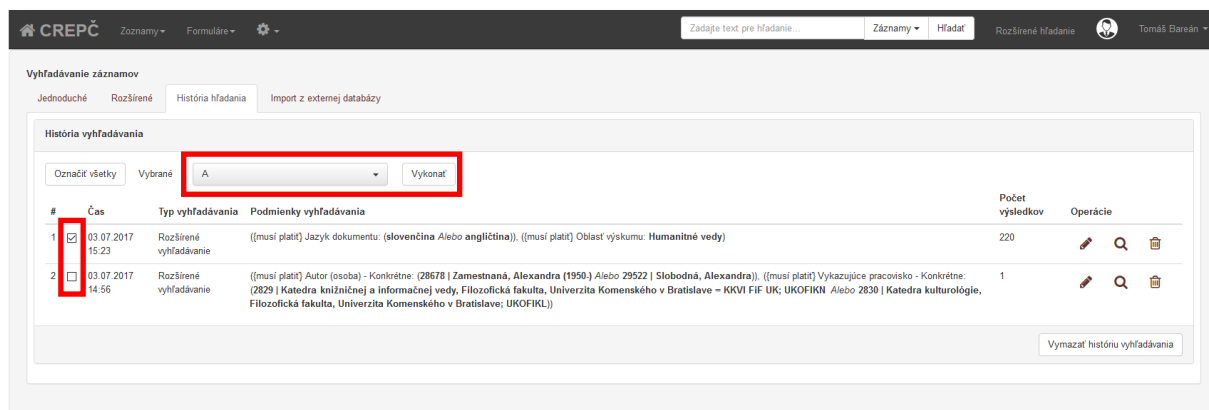 CREPČ Zoznamy Formuláre Zadajte text pre hľadanie... Záznamy Hľadať Rozšírené hľadanie Tomáš Bareán
Vyhľadávanie záznamov
Jednoduché Rozšírené História hľadania Import z externej databázy
História vyhľadávania
Označiť všetky Vybrané A Vykonať
# Čas Typ vyhľadávania Podmienky vyhľadávania Počet výsledkov Operácie
1 03.07.2017 Rozšírené ([musí platiť] Jazyk dokumentu: (slovenčina Alebo angličtina)), ([musí platiť] Oblasť výskumu: Humanitné vedy) 220
15:23 vyhľadávanie
2 03.07.2017 Rozšírené ([musí platiť] Autor (osoba) - Konkrétne: (28678 | Zamestnaná, Alexandra (1950-) Alebo 29522 | Slobodná, Alexandra)), ([musí platiť] Vykazujúce pracovisko - Konkrétne: 1
14:56 vyhľadávanie (2829 | Katedra knižničnej a informačnej vedy, Filozofická fakulta, Univerzita Komenského v Bratislave = KKVI FiF UK; UKOFIKN Alebo 2830 | Katedra kulturológie,
Filozofická fakulta, Univerzita Komenského v Bratislave; UKOFIKL))
Vymazať históriu vyhľadávania